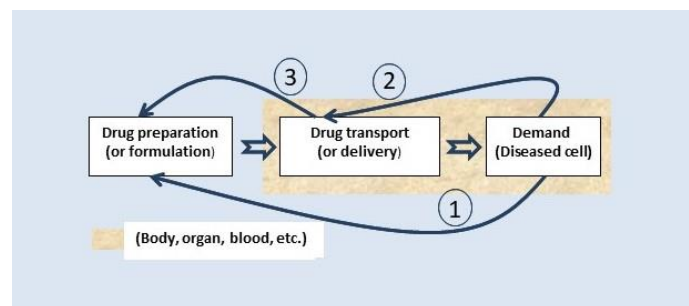 3
2
Drug preparation
(or formulation)
Drug transport
(or delivery)
Demand
(Diseased cell)
1
(Body, organ, blood, etc.)